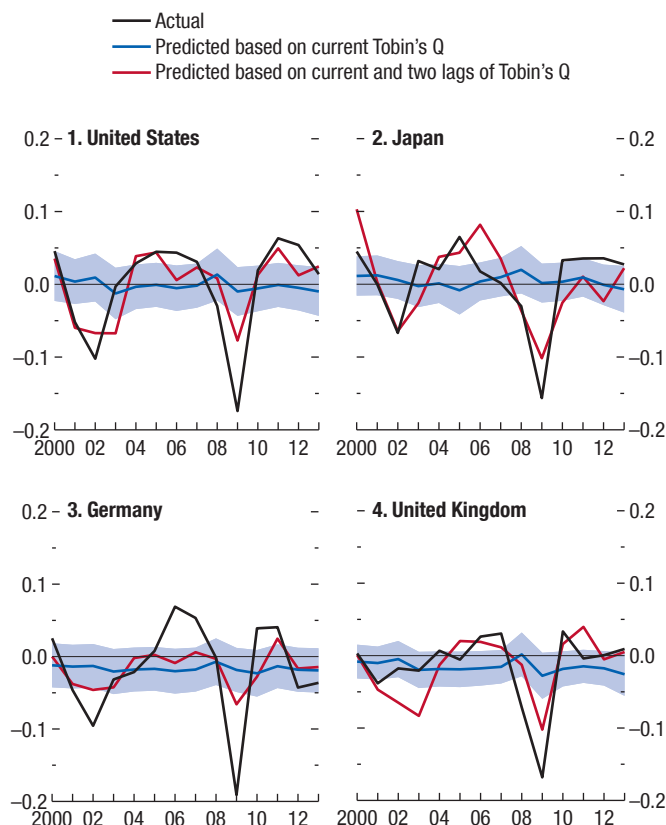 Actual
Predicted based on current Tobin’s Q
Predicted based on current and two lags of Tobin’s Q
1. United States
2. Japan
0.2
0.1
0.0
–0.1
–0.2
0.2
0.1
0.0
–0.1
–0.2
2000 02 04 06 08 10 12
2000 02 04 06 08 10 12
3. Germany
4. United Kingdom
0.2
0.1
0.0
–0.1
–0.2
0.2
0.1
0.0
–0.1
–0.2
2000 02 04 06 08 10 12
2000 02 04 06 08 10 12